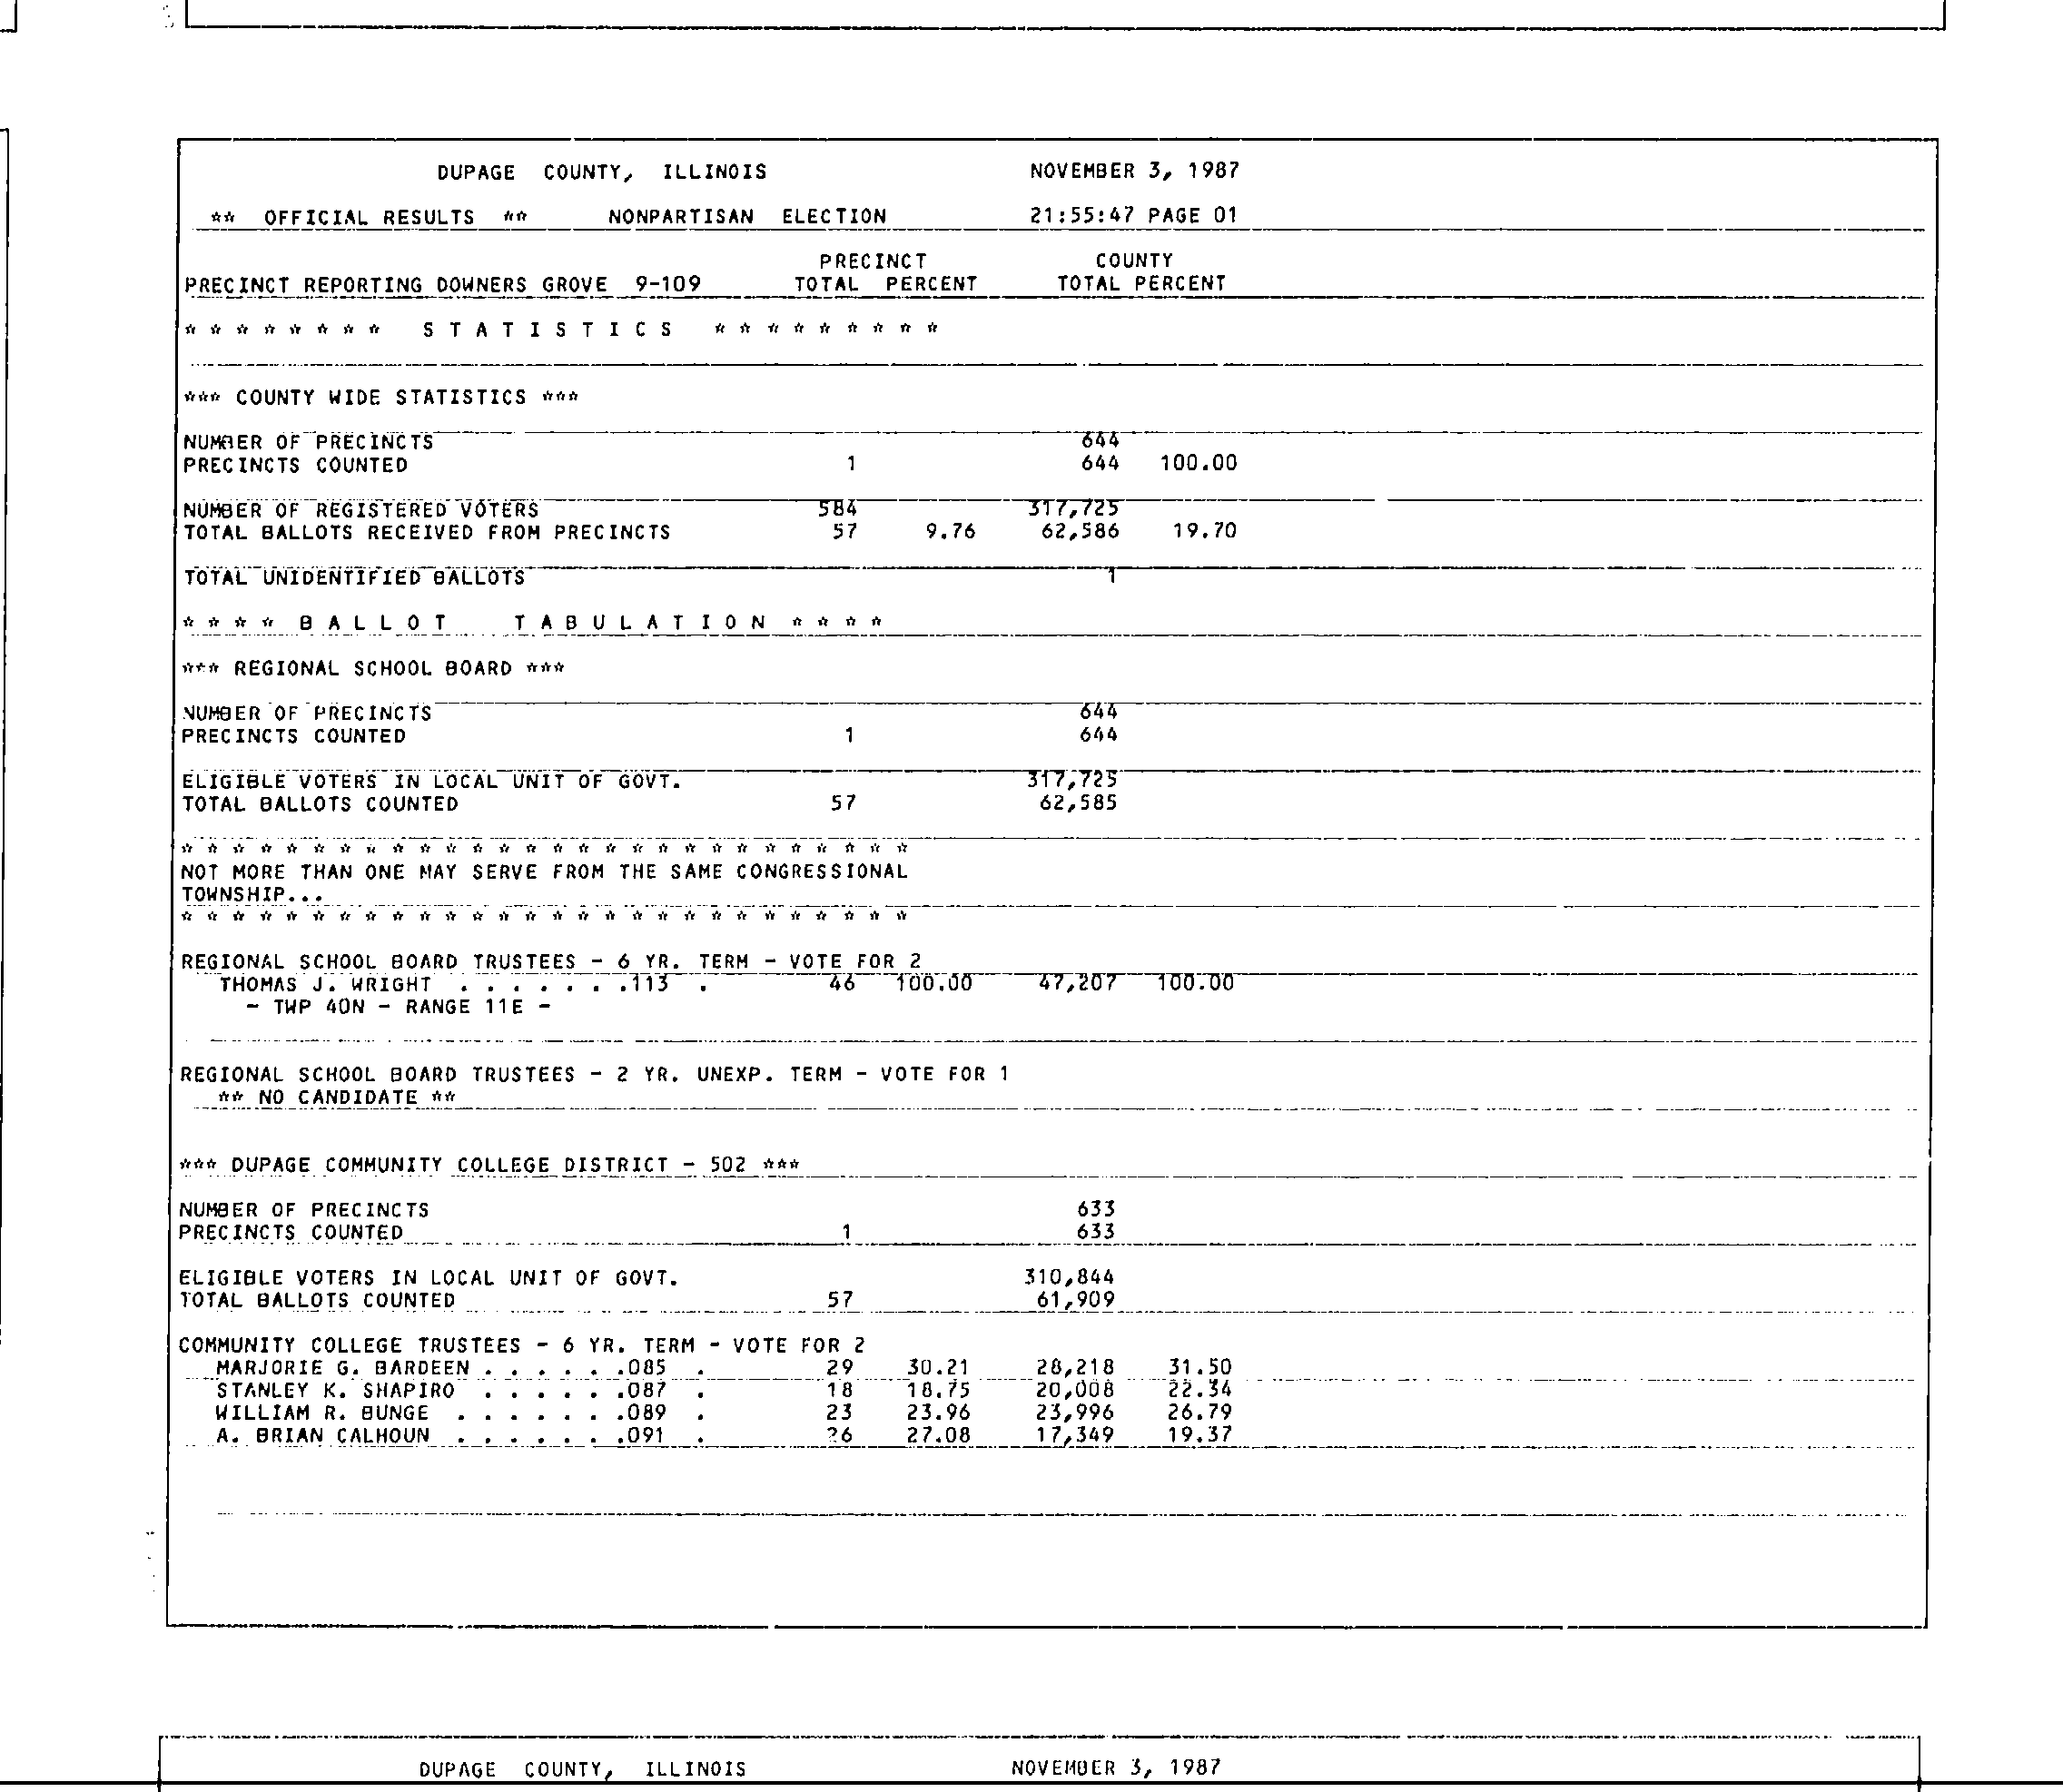 DUPAGE COUNTY, ILLINOIS NOVEMBER 3, 1987
** OFFICIAL RESULTS ** NONPARTISAN ELECTION 21:55:47 PAGE 01
PRECINCT COUNTY
PRECINCT REPORTING DOWNERS GROVE 9-109 TOTAL PERCENT TOTAL PERCENT
* * * * * * * * S T A T I S T I C S * * * * * * * * *
*** COUNTY WIDE STATISTICS ***
NUMBER OF PRECINCTS 644
PRECINCTS COUNTED 1 644 100.00
NUMBER OF REGISTERED VOTERS 584 317,725
TOTAL BALLOTS RECEIVED FROM PRECINCTS 57 9.76 62,586 19.70
TOTAL UNIDENTIFIED BALLOTS 1
* * * * B A L L O T T A B U L A T I O N * * * *
*** REGIONAL SCHOOL BOARD ***
NUMBER OF PRECINCTS 644
PRECINCTS COUNTED 1 644
ELIGIBLE VOTERS IN LOCAL UNIT OF GOVT. 317,725
TOTAL BALLOTS COUNTED 57 62,585
* * * * * * * * * * * * * * * * * * * * * * * * * * * *
NOT MORE THAN ONE MAY SERVE FROM THE SAME CONGRESSIONAL
TOWNSHIP...
* * * * * * * * * * * * * * * * * * * * * * * * * * * *
REGIONAL SCHOOL BOARD TRUSTEES - 6 YR. TERM - VOTE FOR 2
THOMAS J. WRIGHT . . . . . . .113 . 46 100.00 47,207 100.00
- TWP 40N - RANGE 11E -
REGIONAL SCHOOL BOARD TRUSTEES - 2 YR. UNEXP. TERM - VOTE FOR 1
** NO CANDIDATE **
*** DUPAGE COMMUNITY COLLEGE DISTRICT - 502 ***
NUMBER OF PRECINCTS 633
PRECINCTS COUNTED 1 633
ELIGIBLE VOTERS IN LOCAL UNIT OF GOVT. 310,844
TOTAL BALLOTS COUNTED 57 61,909
COMMUNITY COLLEGE TRUSTEES - 6 YR. TERM - VOTE FOR 2
MARJORIE G. BARDEEN . . . . . .085 . 29 30.21 28,218 31.50
STANLEY K. SHAPIRO . . . . . .087 . 18 18.75 20,008 22.34
WILLIAM R. BUNGE . . . . . . .089 . 23 23.96 23,996 26.79
A. BRIAN CALHOUN . . . . . . .091 . 26 27.08 17,349 19.37
DUPAGE COUNTY, ILLINOIS NOVEMBER 3, 1987